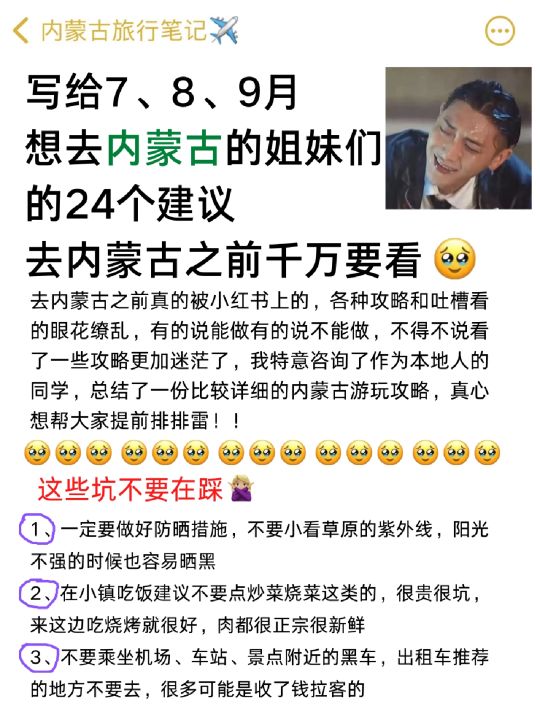 内蒙古旅行笔记✈️
写给7、8、9月
想去内蒙古的姐妹们
的24个建议
去内蒙古之前千万要看🥹
去内蒙古之前真的被小红书上的，各种攻略和吐槽看
的眼花缭乱，有的说能做有的说不能做，不得不说看
了一些攻略更加迷茫了，我特意咨询了作为本地人的
同学，总结了一份比较详细的内蒙古游玩攻略，真心
想帮大家提前排排雷！！
🥹🥹🥹🥹🥹🥹🥹🥹🥹🥹🥹🥹🥹🥹🥹
这些坑不要在踩🙅🏼‍♀️
1、一定要做好防晒措施，不要小看草原的紫外线，阳光
不强的时候也容易晒黑
2、在小镇吃饭建议不要点炒菜烧菜这类的，很贵很坑，
来这边吃烧烤就很好，肉都很正宗很新鲜
3、不要乘坐机场、车站、景点附近的黑车，出租车推荐
的地方不要去，很多可能是收了钱拉客的